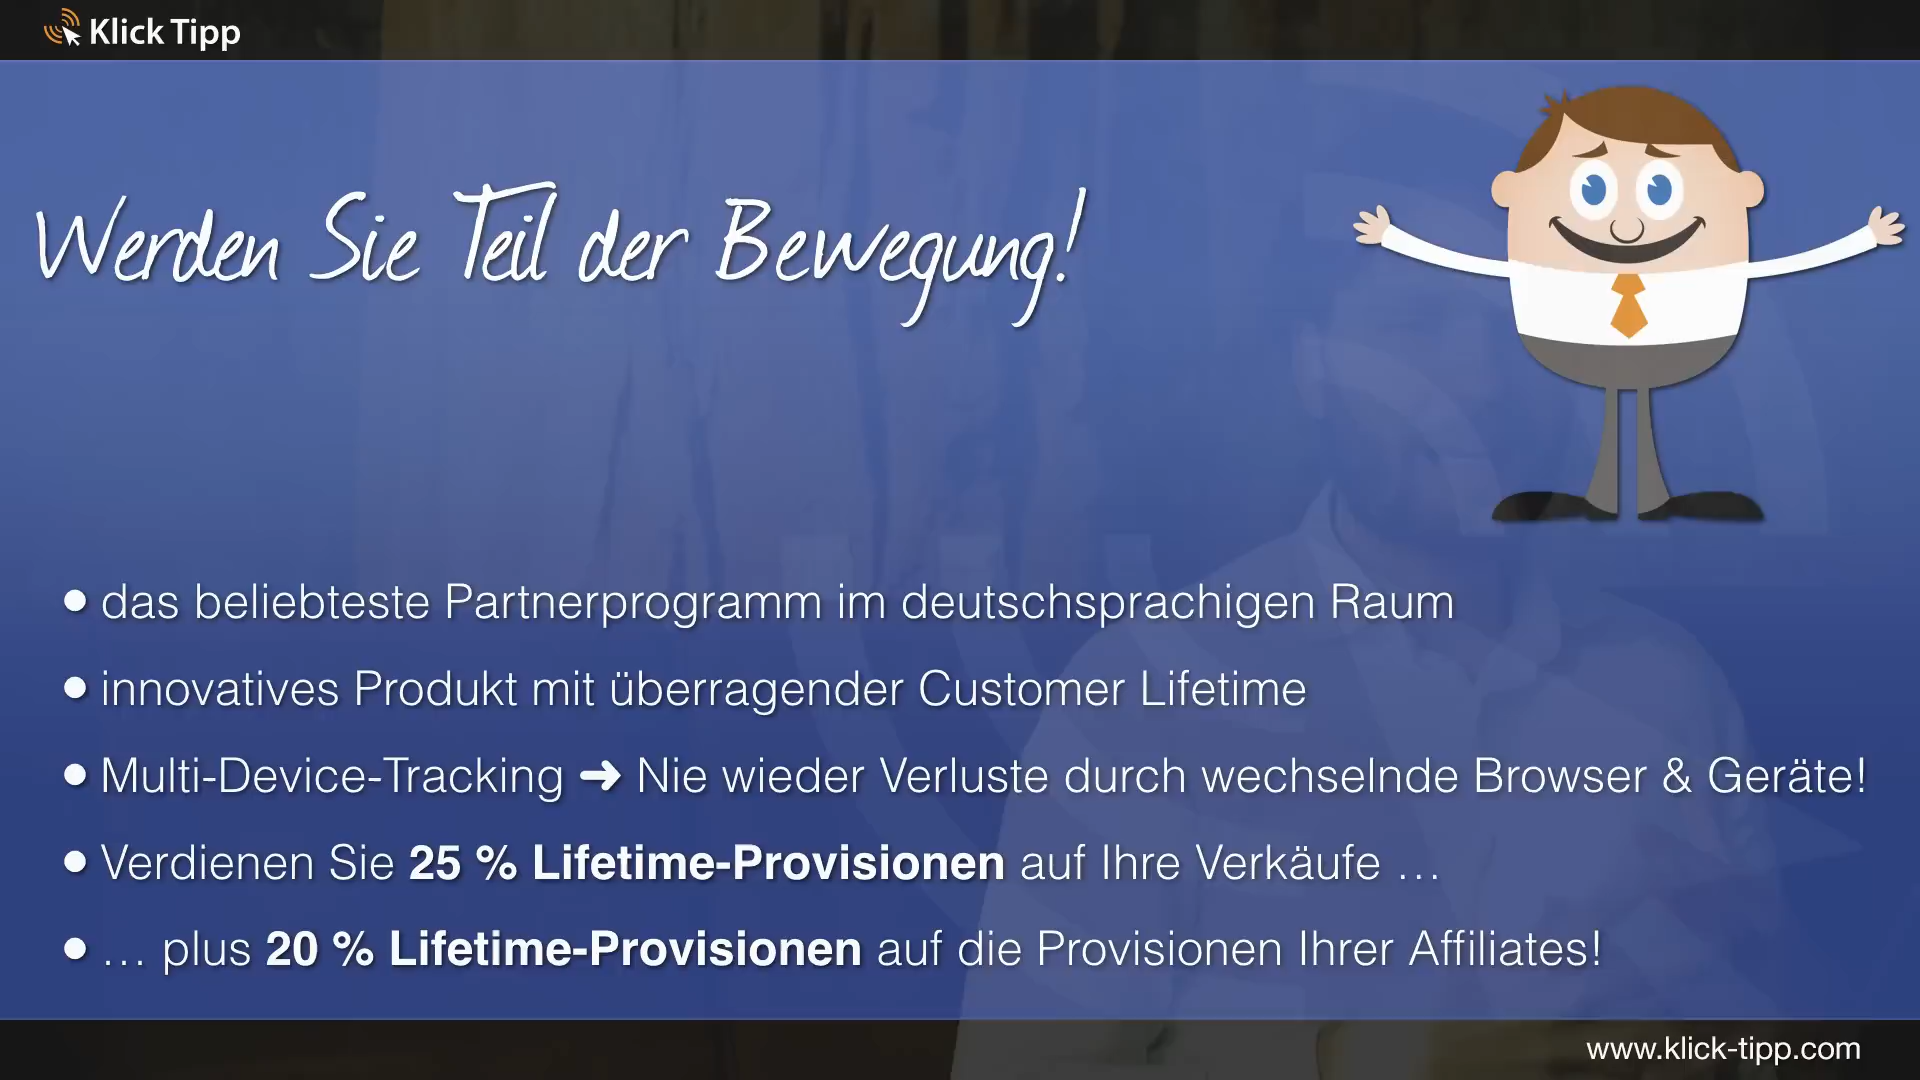 Klick Tipp
Werden Sie Teil der Bewegung!
• das beliebteste Partnerprogramm im deutschsprachigen Raum
• innovatives Produkt mit überragender Customer Lifetime
• Multi-Device-Tracking ➜ Nie wieder Verluste durch wechselnde Browser & Geräte!
• Verdienen Sie 25 % Lifetime-Provisionen auf Ihre Verkäufe …
• … plus 20 % Lifetime-Provisionen auf die Provisionen Ihrer Affiliates!
www.klick-tipp.com